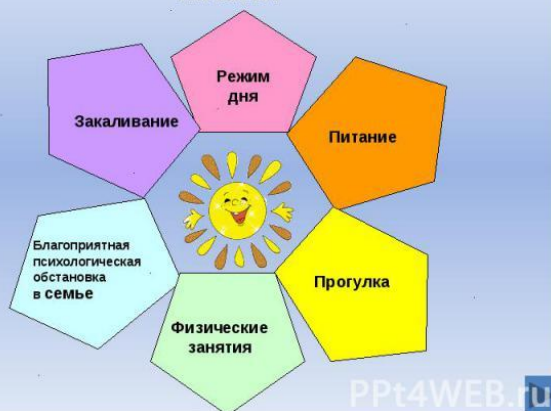 Режим
дня
Закаливание
Питание
Благоприятная
психологическая
обстановка
в семье
Прогулка
Физические
занятия
PPt4WEB.ru